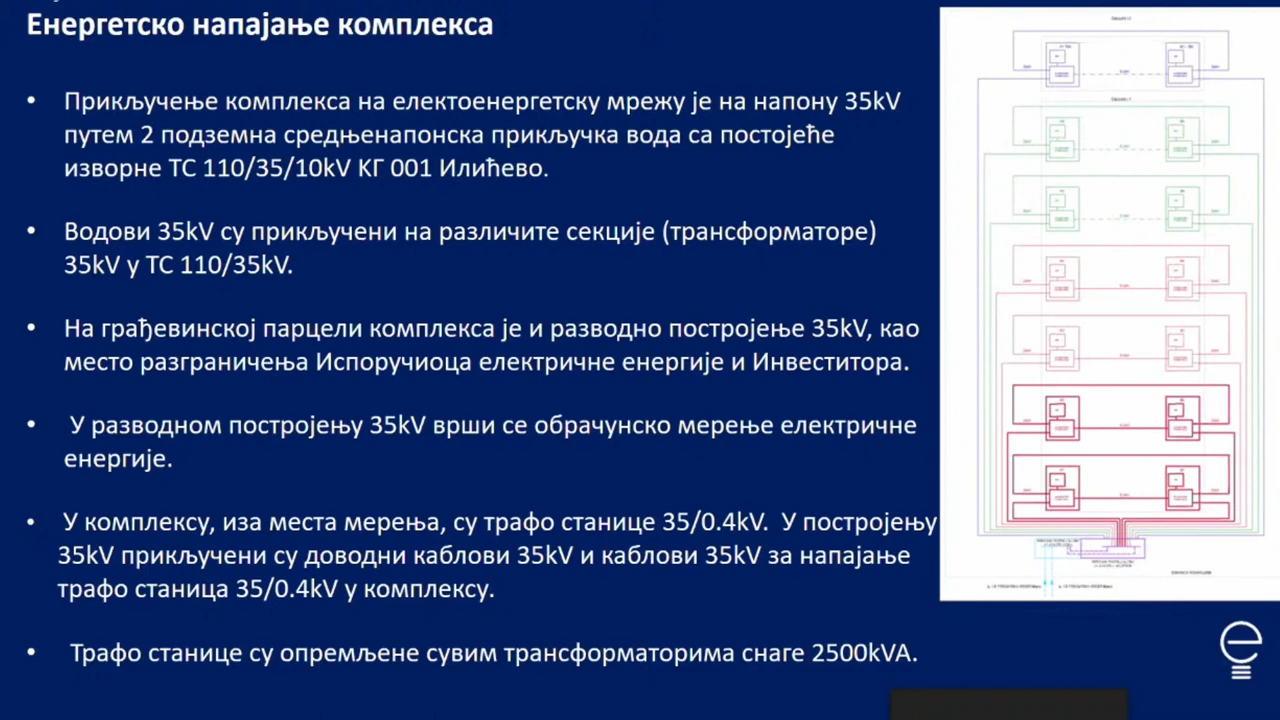 Енергетско напајање комплекса
• Прикључење комплекса на електоенергетску мрежу је на напону 35kV
путем 2 подземна средњенапонска прикључка вода са постојеће
изворне ТС 110/35/10kV КГ 001 Илићево.
• Водови 35kV су прикључени на различите секције (трансформаторе)
35kV у ТС 110/35kV.
• На грађевинској парцели комплекса је и разводно постројење 35kV, као
место разграничења Испоручиоца електричне енергије и Инвеститора.
• У разводном постројењу 35kV врши се обрачунско мерење електричне
енергије.
• У комплексу, иза места мерења, су трафо станице 35/0.4kV. У постројењу
35kV прикључени су доводни каблови 35kV и каблови 35kV за напајање
трафо станица 35/0.4kV у комплексу.
• Трафо станице су опремљене сувим трансформаторима снаге 2500kVA.